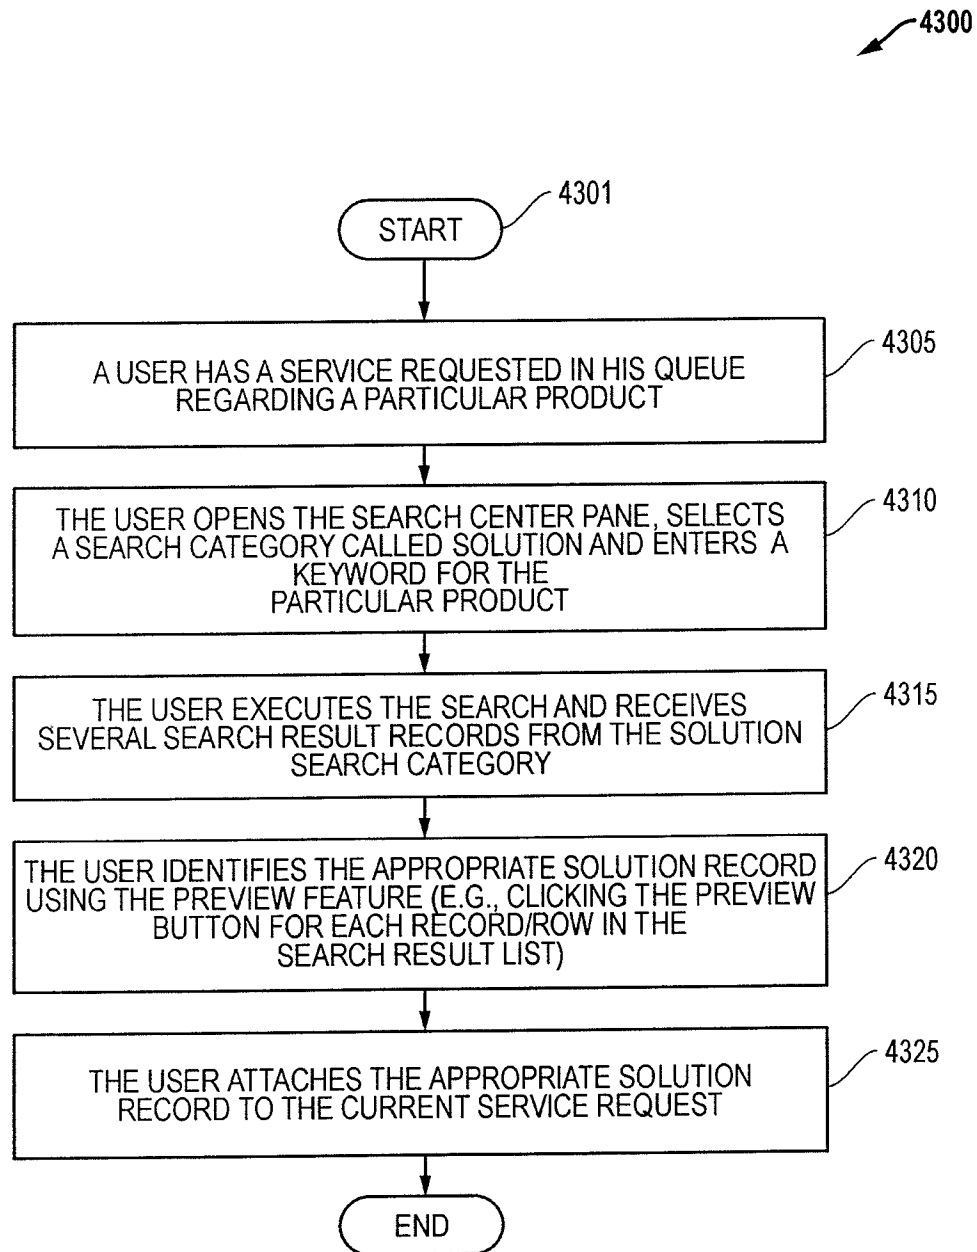 4300
4301
START
4305
A USER HAS A SERVICE REQUESTED IN HIS QUEUE
REGARDING A PARTICULAR PRODUCT
4310
THE USER OPENS THE SEARCH CENTER PANE, SELECTS
A SEARCH CATEGORY CALLED SOLUTION AND ENTERS A
KEYWORD FOR THE
PARTICULAR PRODUCT
4315
THE USER EXECUTES THE SEARCH AND RECEIVES
SEVERAL SEARCH RESULT RECORDS FROM THE SOLUTION
SEARCH CATEGORY
4320
THE USER IDENTIFIES THE APPROPRIATE SOLUTION RECORD
USING THE PREVIEW FEATURE (E.G., CLICKING THE PREVIEW
BUTTON FOR EACH RECORD/ROW IN THE
SEARCH RESULT LIST)
4325
THE USER ATTACHES THE APPROPRIATE SOLUTION
RECORD TO THE CURRENT SERVICE REQUEST
END